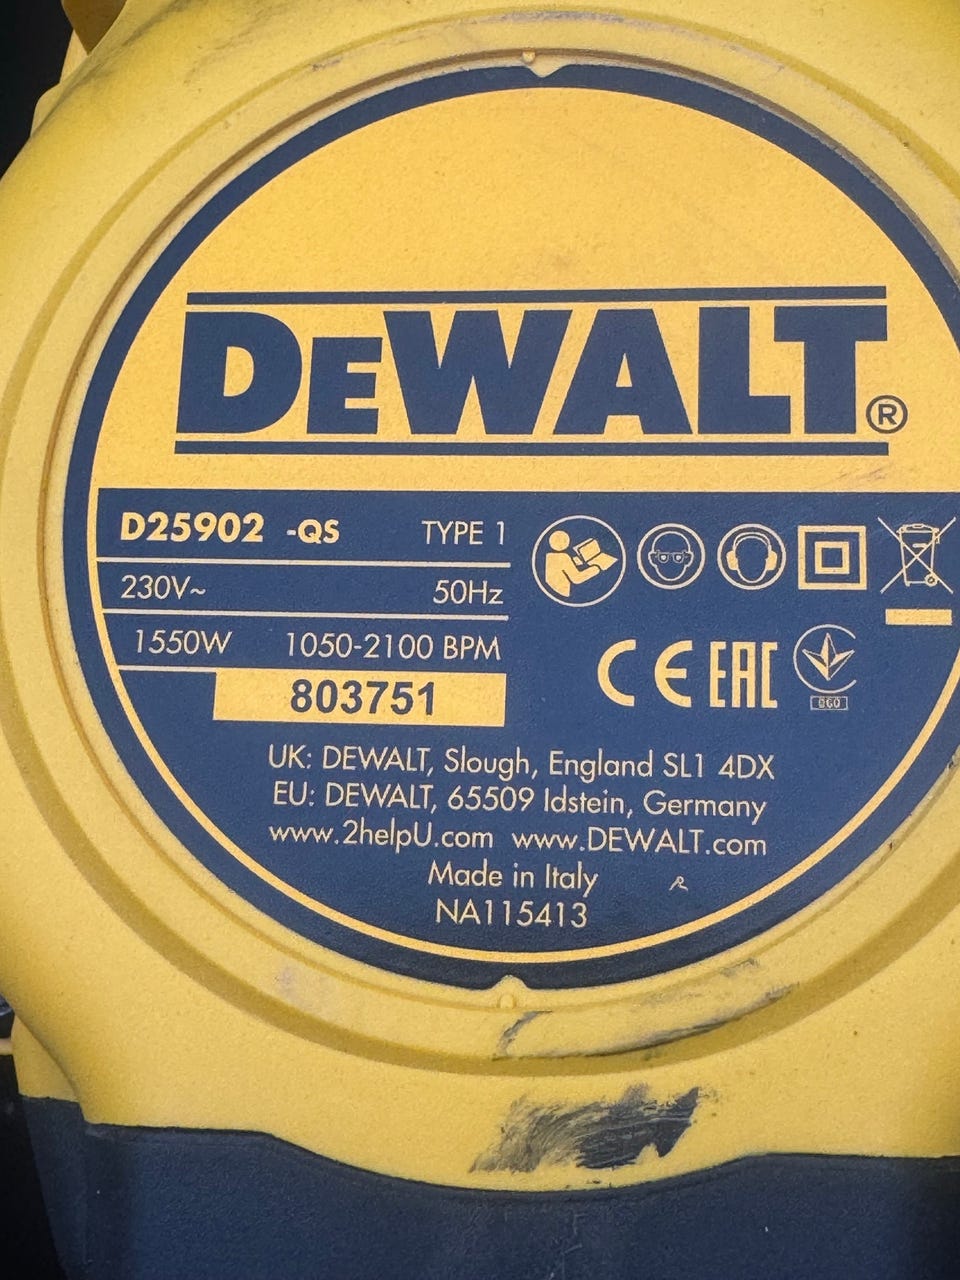 DEWALT®
D25902 -QS TYPE 1
230V~ 50Hz
1550W 1050-2100 BPM
803751
CE EAC
UK: DEWALT, Slough, England SL1 4DX
EU: DEWALT, 65509 Idstein, Germany
www.2helpU.com www.DEWALT.com
Made in Italy
NA115413